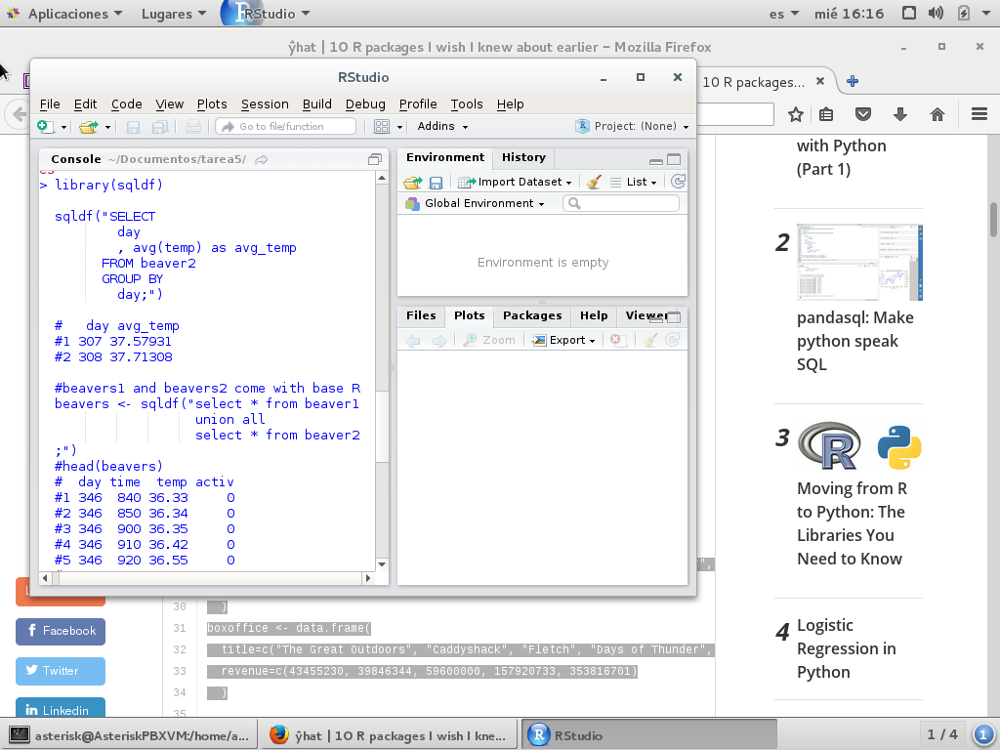 Aplicaciones Lugares RStudio es mié 16:16
ŷhat | 10 R packages I wish I knew about earlier – Mozilla Firefox
10 R packages...
RStudio
File Edit Code View Plots Session Build Debug Profile Tools Help
Go to file/function Addins Project: (None)
Console ~/Documentos/tarea5/
> library(sqldf)
sqldf("SELECT
day
, avg(temp) as avg_temp
FROM beaver2
GROUP BY
day;")
# day avg_temp
#1 307 37.57931
#2 308 37.71308
#beavers1 and beavers2 come with base R
beavers <- sqldf("select * from beaver1
union all
select * from beaver2
;")
#head(beavers)
# day time temp activ
#1 346 840 36.33 0
#2 346 850 36.34 0
#3 346 900 36.35 0
#4 346 910 36.42 0
#5 346 920 36.55 0
Environment History
Import Dataset List
Global Environment
Environment is empty
Files Plots Packages Help Viewer
Zoom Export
with Python
(Part 1)
2
pandasql: Make
python speak
SQL
3
Moving from R
to Python: The
Libraries You
Need to Know
4
Logistic
Regression in
Python
Facebook
Twitter
Linkedin
",
30 )
31 boxoffice <- data.frame(
32 title=c("The Great Outdoors", "Caddyshack", "Fletch", "Days of Thunder",
33 revenue=c(43455230, 39846344, 59600000, 157920733, 353816701)
34 )
35
asterisk@AsteriskPBXVM:/home/a... ŷhat | 10 R packages I wish I kne... RStudio 1 / 4 1